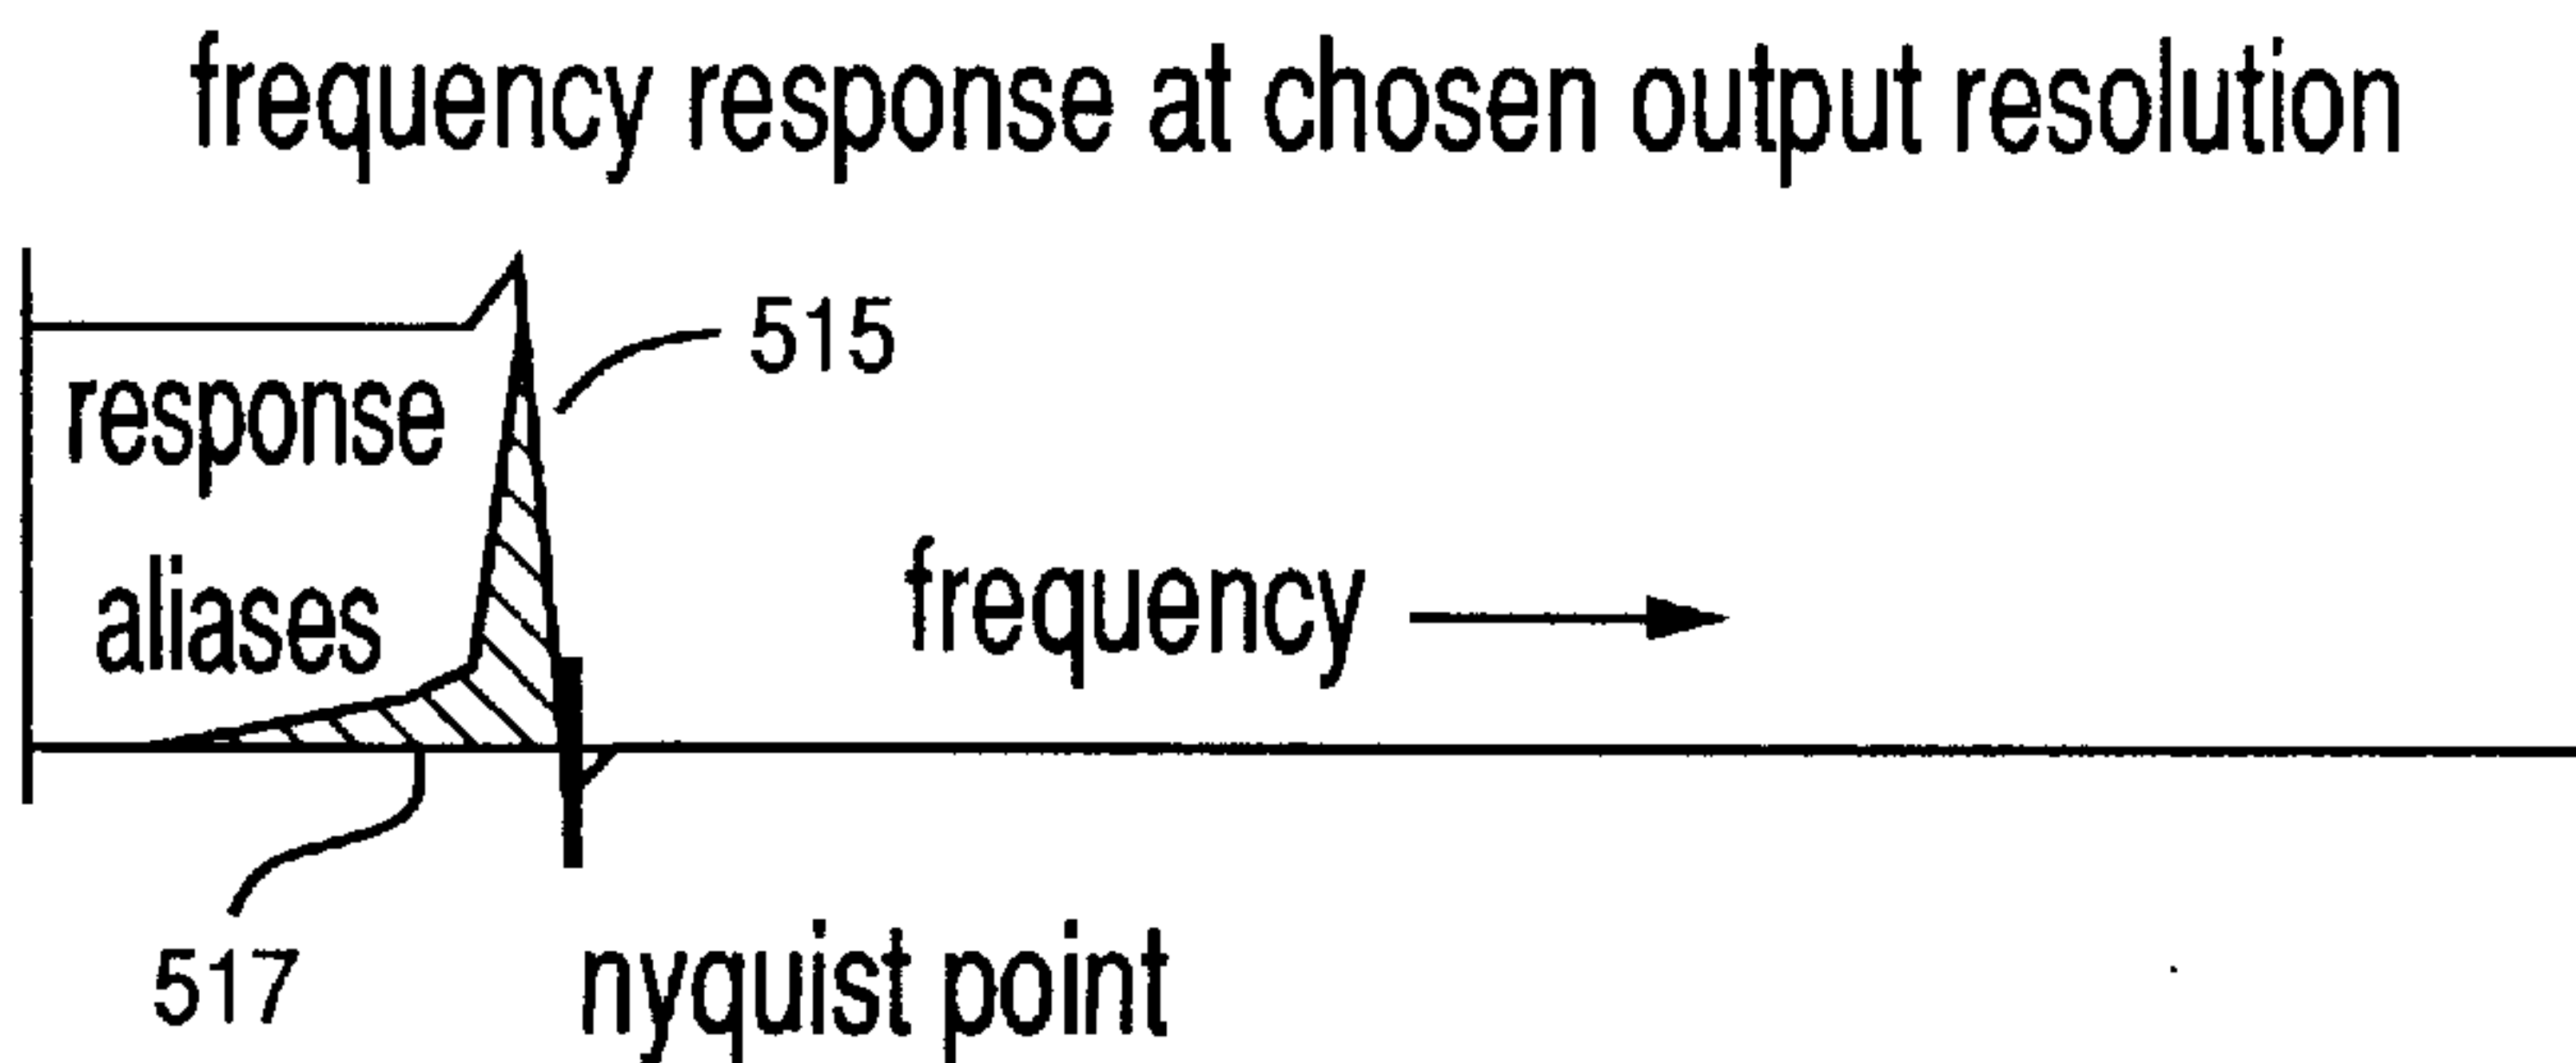 frequency response at chosen output resolution
515
response
aliases
frequency
517
nyquist point